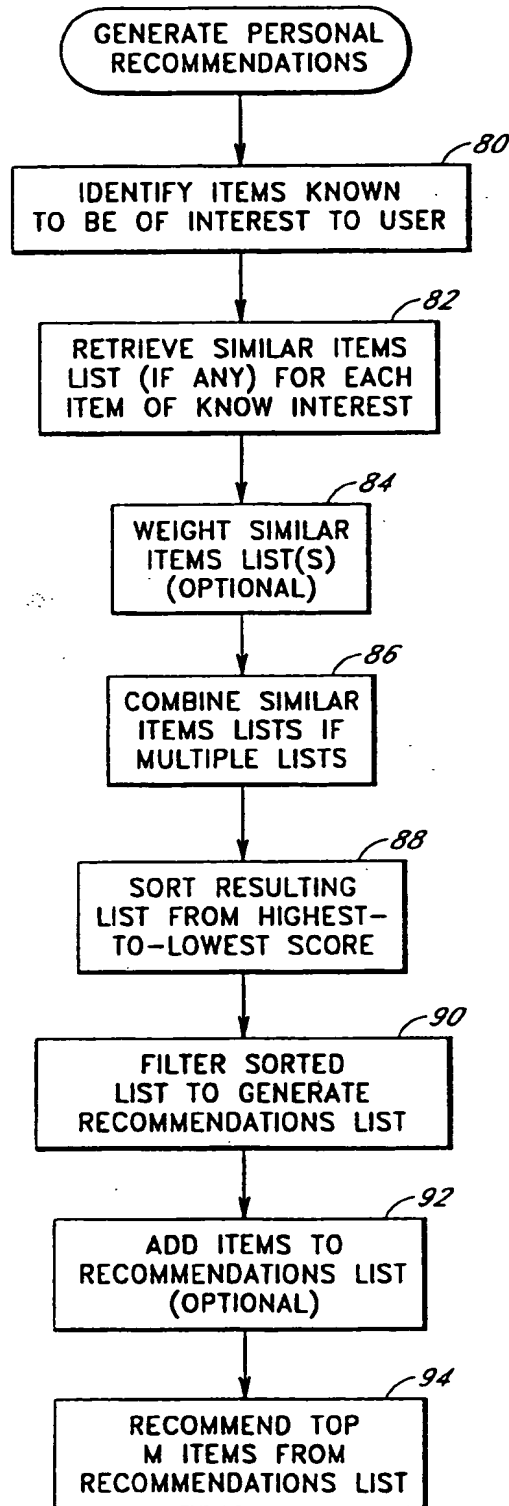 GENERATE PERSONAL
RECOMMENDATIONS
80
IDENTIFY ITEMS KNOWN
TO BE OF INTEREST TO USER
82
RETRIEVE SIMILAR ITEMS
LIST (IF ANY) FOR EACH
ITEM OF KNOW INTEREST
84
WEIGHT SIMILAR
ITEMS LIST(S)
(OPTIONAL)
86
COMBINE SIMILAR
ITEMS LISTS IF
MULTIPLE LISTS
88
SORT RESULTING
LIST FROM HIGHEST-
TO-LOWEST SCORE
90
FILTER SORTED
LIST TO GENERATE
RECOMMENDATIONS LIST
92
ADD ITEMS TO
RECOMMENDATIONS LIST
(OPTIONAL)
94
RECOMMEND TOP
M ITEMS FROM
RECOMMENDATIONS LIST